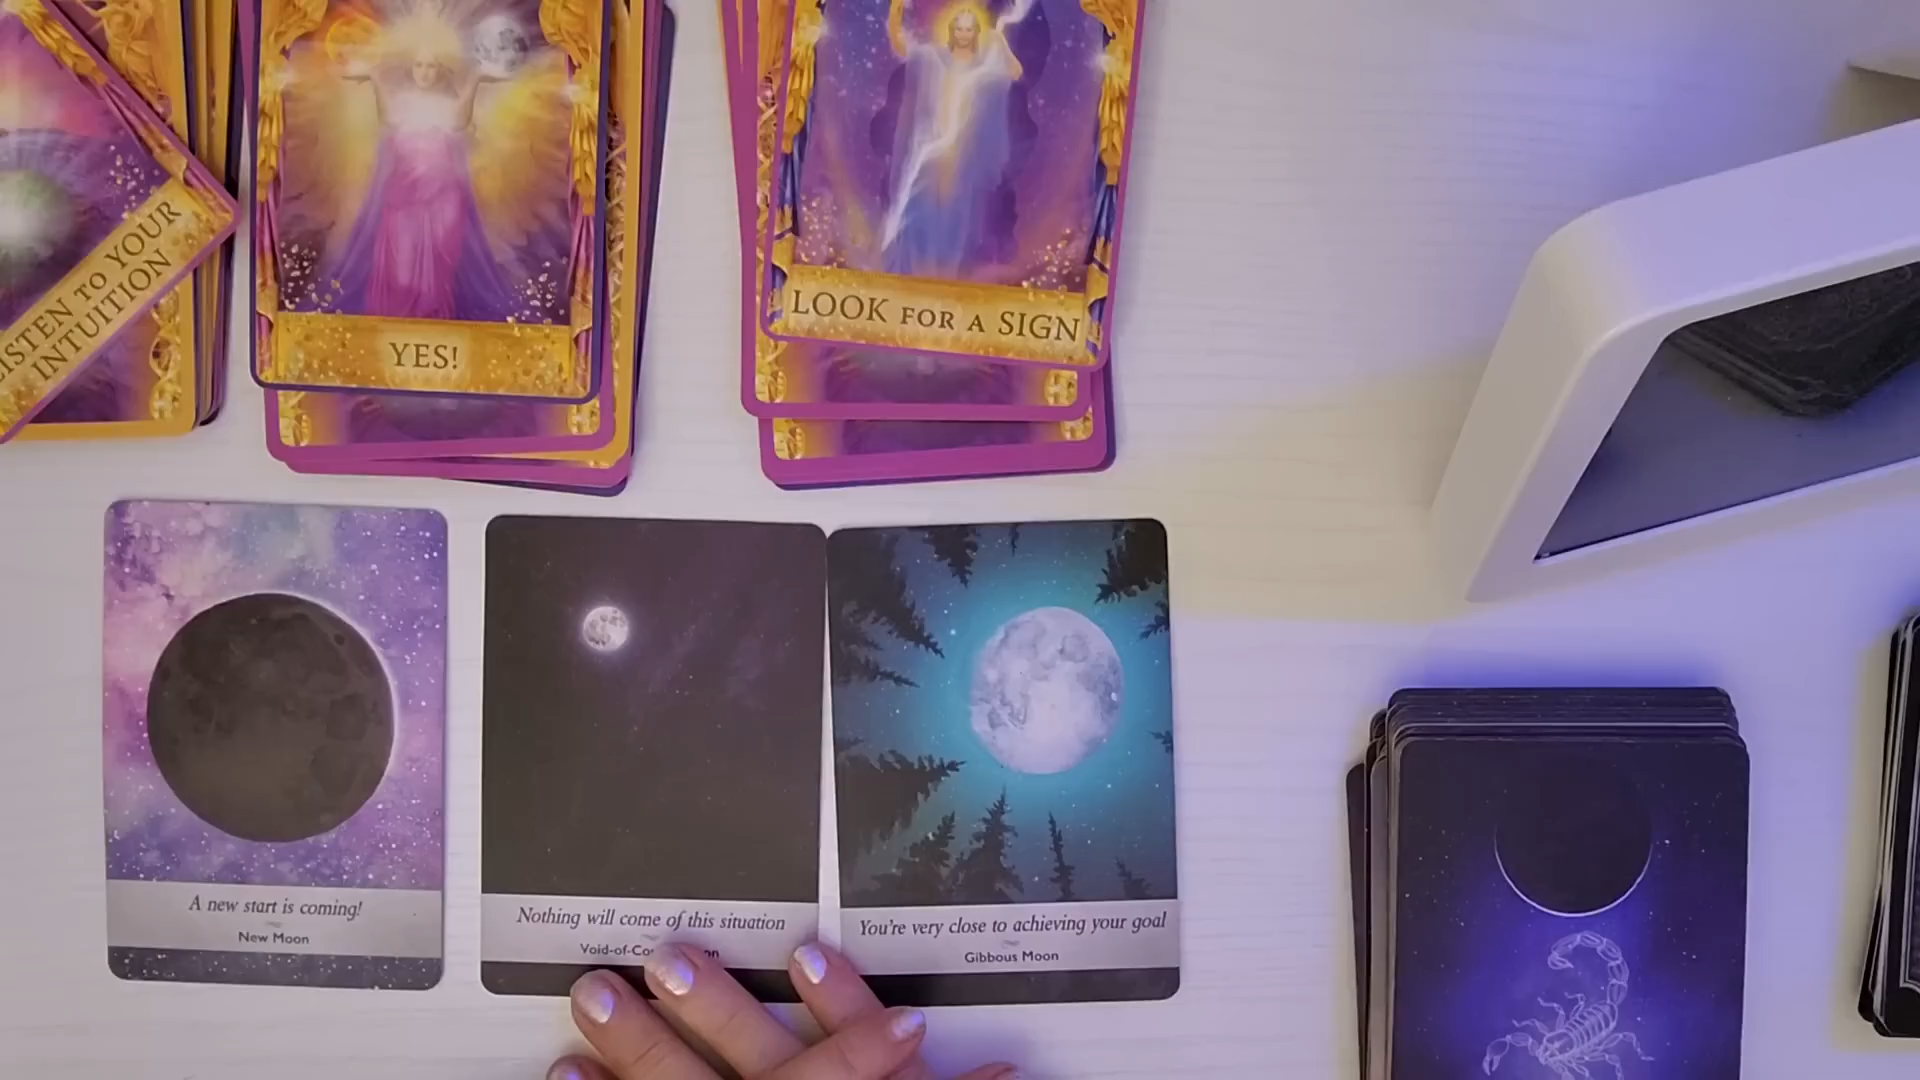 LISTEN TO YOUR
INTUITION
YES!
LOOK FOR A SIGN
A new start is coming!
New Moon
Nothing will come of this situation
You're very close to achieving your goal
Gibbous Moon